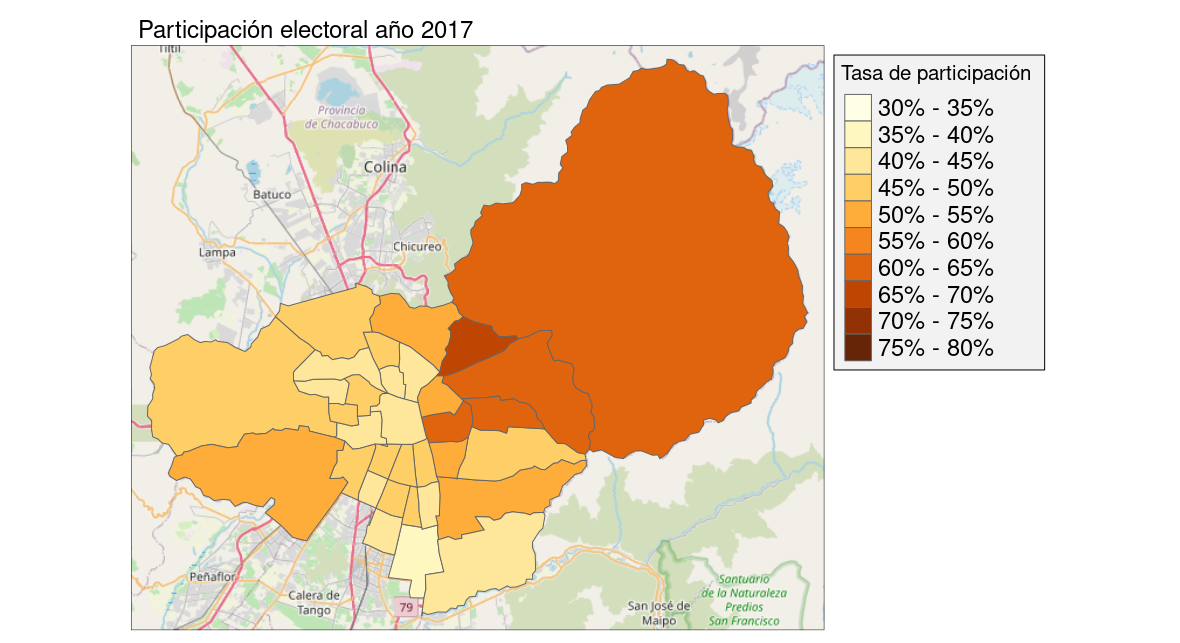 Participación electoral año 2017
Tiltil
Provincia
de Chacabuco
Colina
Batuco
Chicureo
Lampa
Peñaflor
Calera de
Tango
79
San José de
Maipo
Santuario
de la Naturaleza
Predios
San Francisco
Tasa de participación
30% - 35%
35% - 40%
40% - 45%
45% - 50%
50% - 55%
55% - 60%
60% - 65%
65% - 70%
70% - 75%
75% - 80%